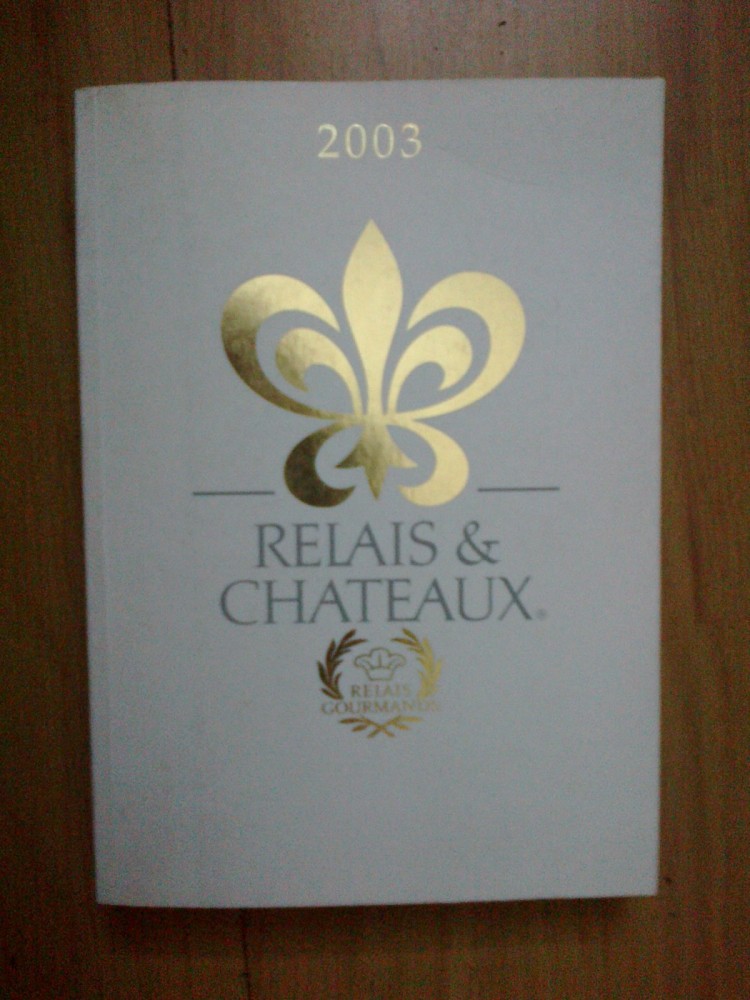 2003
RELAIS &
CHATEAUX®
RELAIS
GOURMANDS